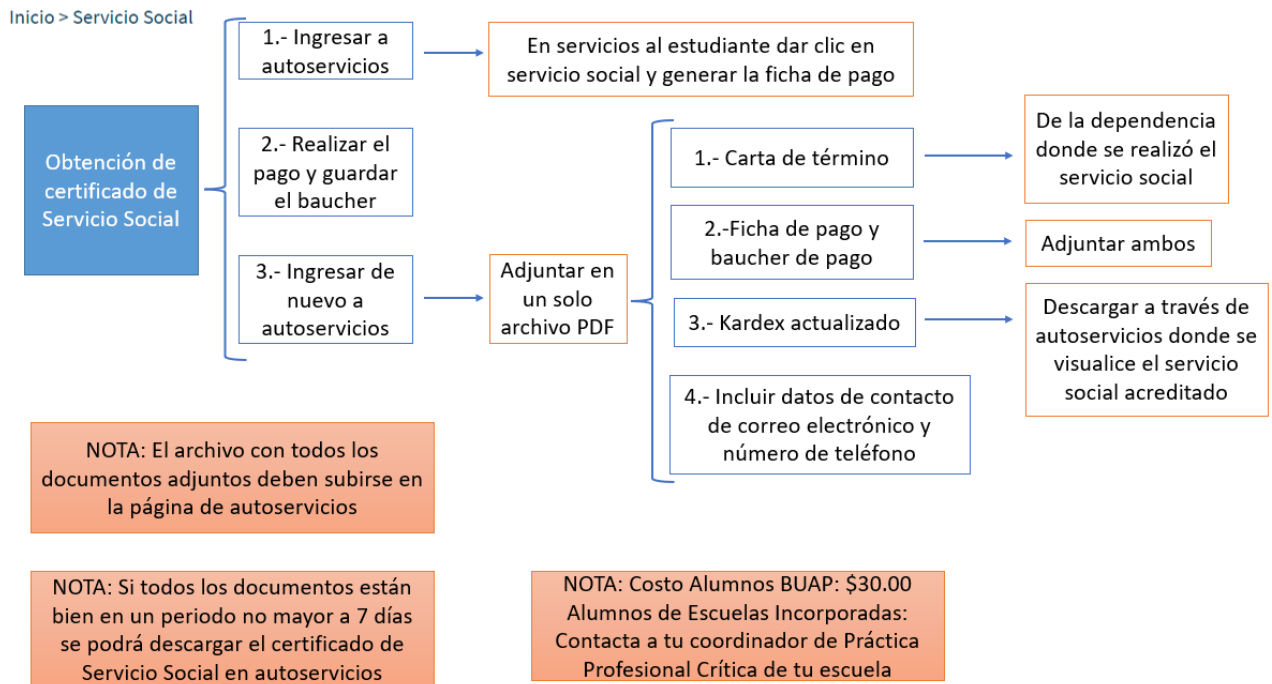 Inicio > Servicio Social
Obtención de
certificado de
Servicio Social
1.- Ingresar a
autoservicios
En servicios al estudiante dar clic en
servicio social y generar la ficha de pago
2.- Realizar el
pago y guardar
el baucher
3.- Ingresar de
nuevo a
autoservicios
Adjuntar en
un solo
archivo PDF
1.- Carta de término
De la dependencia
donde se realizó el
servicio social
2.-Ficha de pago y
baucher de pago
Adjuntar ambos
3.- Kardex actualizado
Descargar a través de
autoservicios donde se
visualice el servicio
social acreditado
4.- Incluir datos de contacto
de correo electrónico y
número de teléfono
NOTA: El archivo con todos los
documentos adjuntos deben subirse en
la página de autoservicios
NOTA: Si todos los documentos están
bien en un periodo no mayor a 7 días
se podrá descargar el certificado de
Servicio Social en autoservicios
NOTA: Costo Alumnos BUAP: $30.00
Alumnos de Escuelas Incorporadas:
Contacta a tu coordinador de Práctica
Profesional Crítica de tu escuela